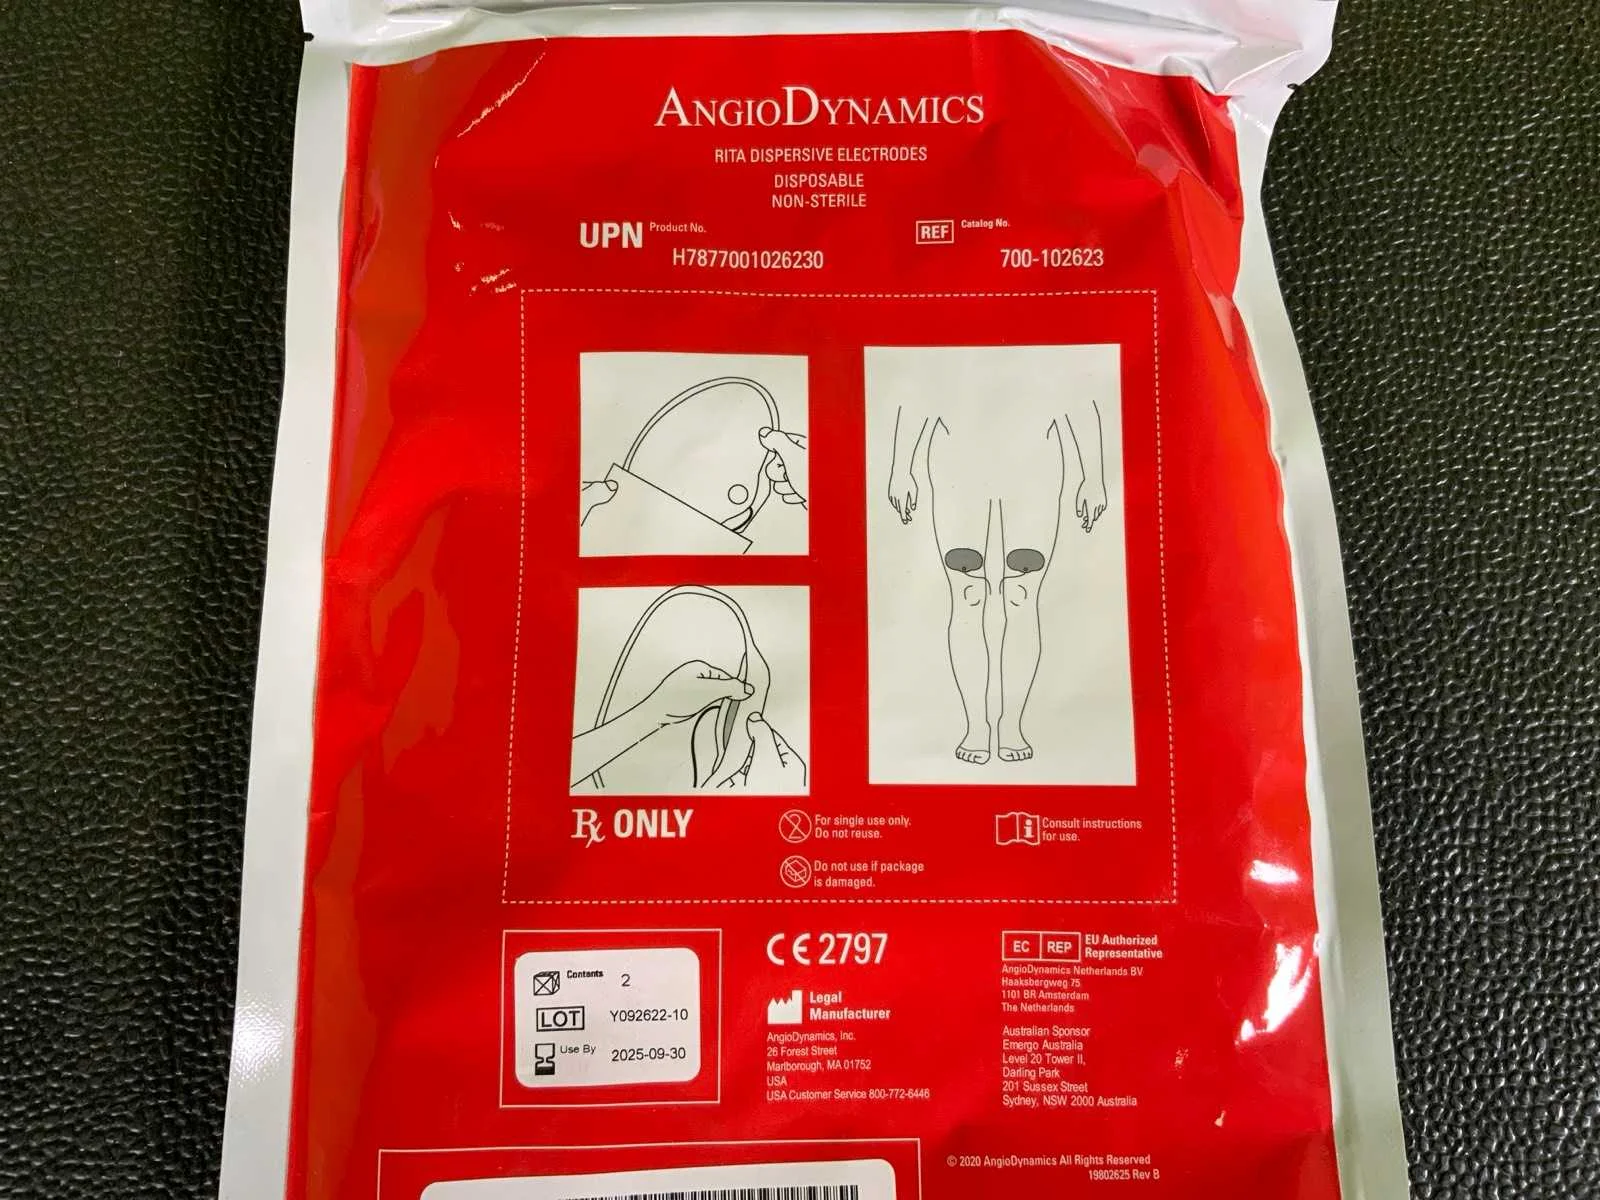 ANGIODYNAMICS
RITA DISPERSIVE ELECTRODES
DISPOSABLE
NON-STERILE
UPN Product No.
H7877001026230
REF Catalog No.
700-102623
Rx ONLY
For single use only.
Do not reuse.
Consult instructions
for use.
Do not use if package
is damaged.
Contents 2
LOT Y092622-10
Use By 2025-09-30
CE 2797
Legal
Manufacturer
AngioDynamics, Inc.
26 Forest Street
Marlborough, MA 01752
USA
USA Customer Service 800-772-6446
EC REP EU Authorized
Representative
AngioDynamics Netherlands BV
Haaksbergweg 75
1101 BR Amsterdam
The Netherlands
Australian Sponsor
Emergo Australia
Level 20 Tower II,
Darling Park
201 Sussex Street
Sydney, NSW 2000 Australia
© 2020 AngioDynamics All Rights Reserved
19802625 Rev B